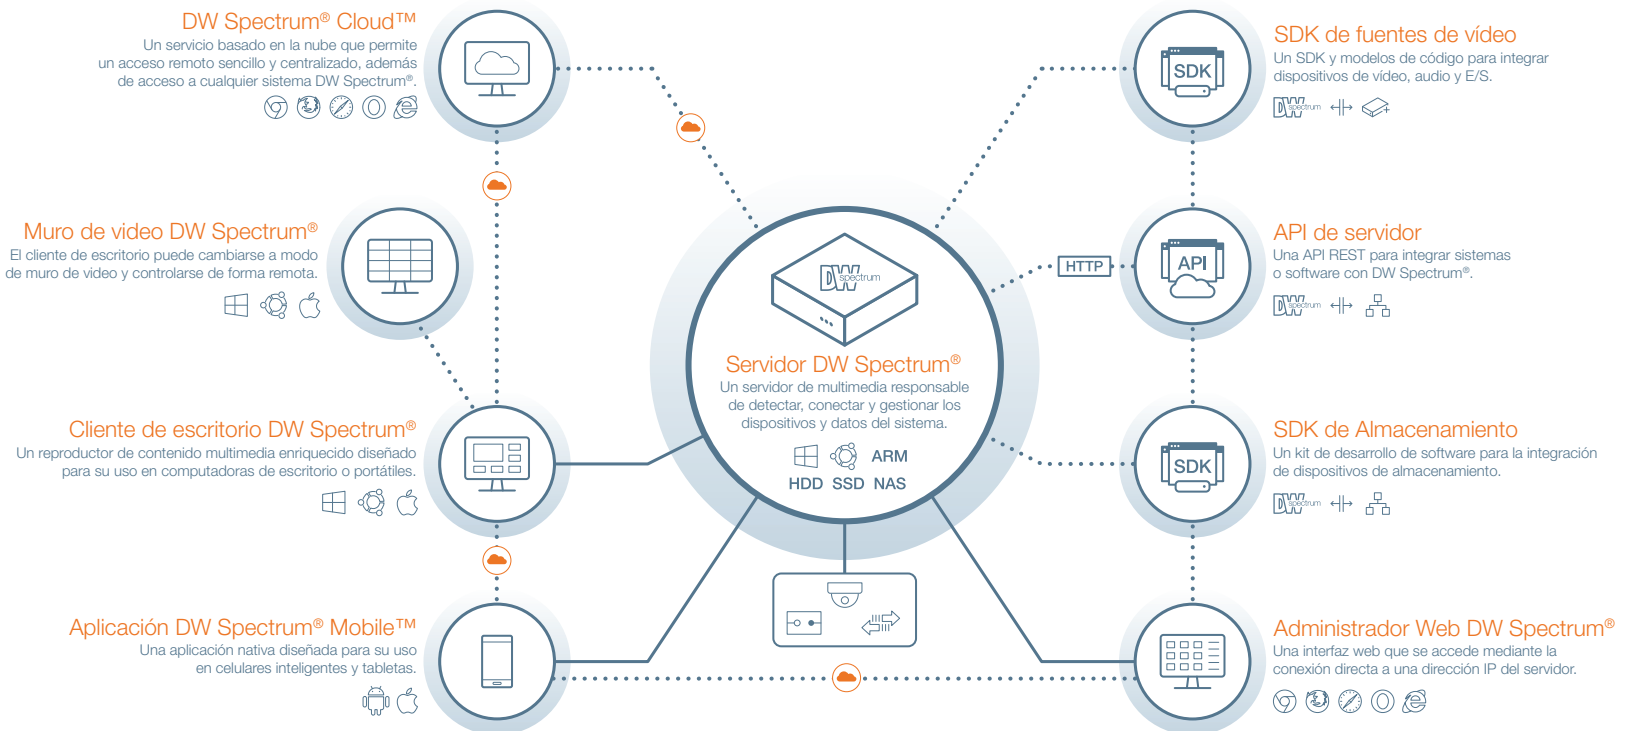 DW Spectrum® Cloud™
Un servicio basado en la nube que permite
un acceso remoto sencillo y centralizado, además
de acceso a cualquier sistema DW Spectrum®.
Muro de video DW Spectrum®
El cliente de escritorio puede cambiarse a modo
de muro de video y controlarse de forma remota.
Cliente de escritorio DW Spectrum®
Un reproductor de contenido multimedia enriquecido diseñado
para su uso en computadoras de escritorio o portátiles.
Aplicación DW Spectrum® Mobile™
Una aplicación nativa diseñada para su uso
en celulares inteligentes y tabletas.
DW spectrum
Servidor DW Spectrum®
Un servidor de multimedia responsable
de detectar, conectar y gestionar los
dispositivos y datos del sistema.
ARM
HDD SSD NAS
HTTP
SDK
SDK de fuentes de vídeo
Un SDK y modelos de código para integrar
dispositivos de vídeo, audio y E/S.
DW spectrum
API
API de servidor
Una API REST para integrar sistemas
o software con DW Spectrum®.
DW spectrum
SDK
SDK de Almacenamiento
Un kit de desarrollo de software para la integración
de dispositivos de almacenamiento.
DW spectrum
Administrador Web DW Spectrum®
Una interfaz web que se accede mediante la
conexión directa a una dirección IP del servidor.